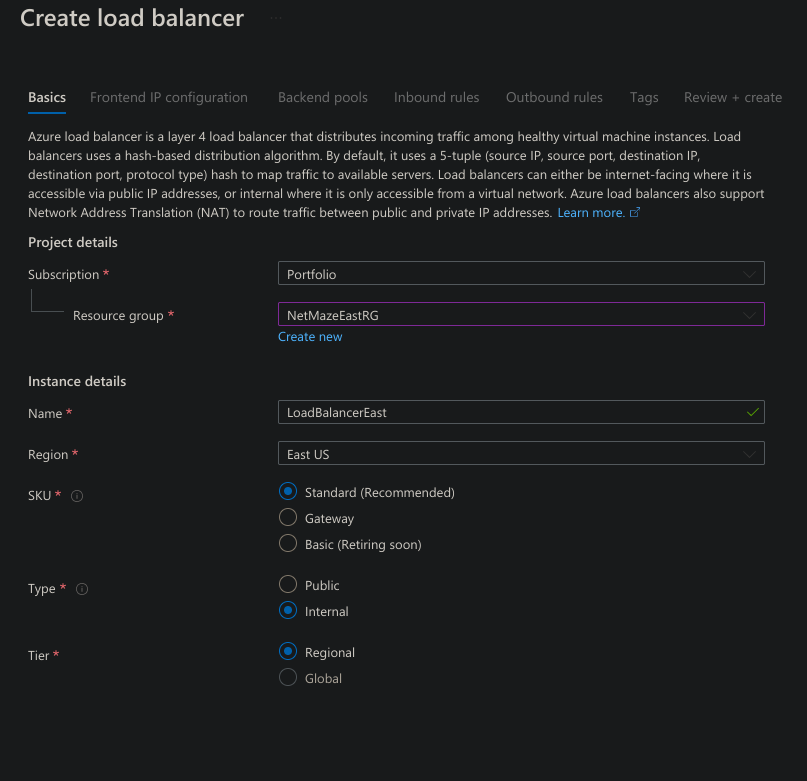 Create load balancer ...
Basics Frontend IP configuration Backend pools Inbound rules Outbound rules Tags Review + create
Azure load balancer is a layer 4 load balancer that distributes incoming traffic among healthy virtual machine instances. Load
balancers uses a hash-based distribution algorithm. By default, it uses a 5-tuple (source IP, source port, destination IP,
destination port, protocol type) hash to map traffic to available servers. Load balancers can either be internet-facing where it is
accessible via public IP addresses, or internal where it is only accessible from a virtual network. Azure load balancers also support
Network Address Translation (NAT) to route traffic between public and private IP addresses. Learn more.
Project details
Subscription * Portfolio
Resource group * NetMazeEastRG
Create new
Instance details
Name * LoadBalancerEast
Region * East US
SKU * Standard (Recommended)
Gateway
Basic (Retiring soon)
Type * Public
Internal
Tier * Regional
Global